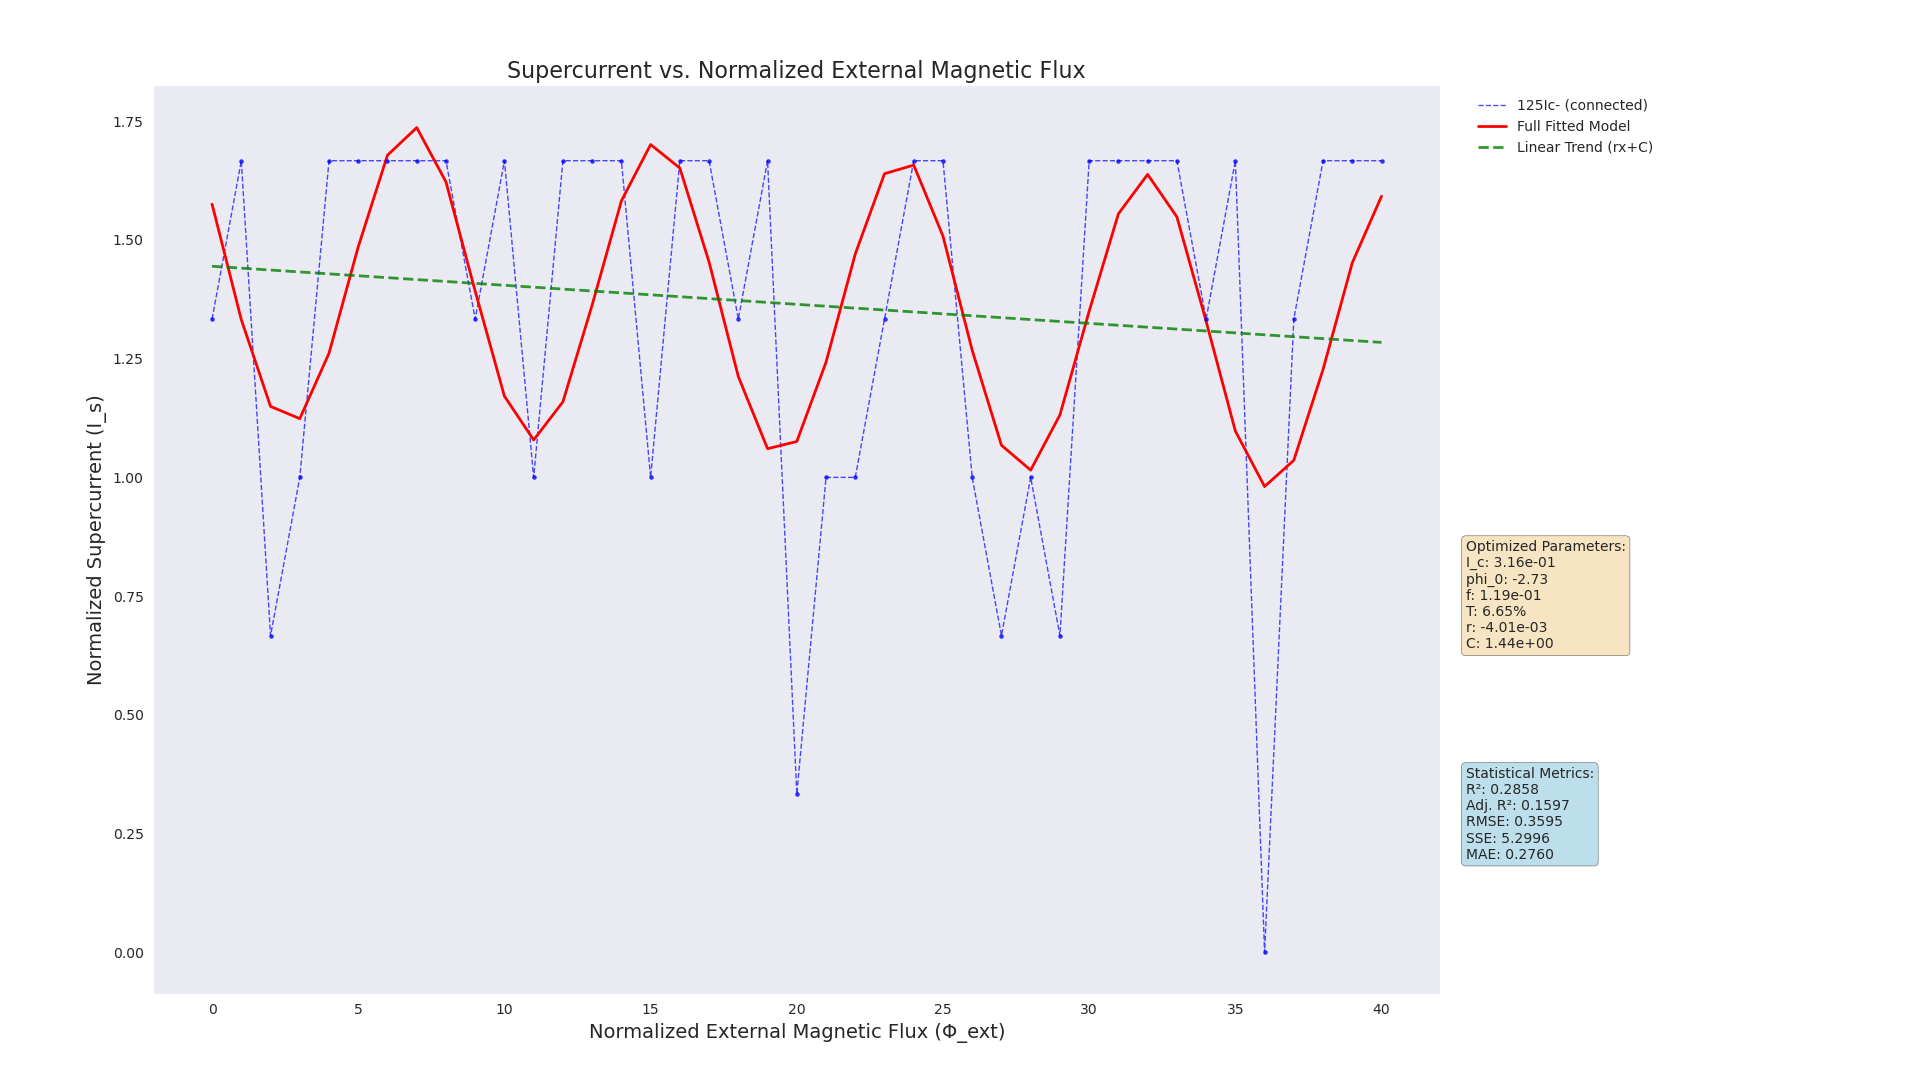 Supercurrent vs. Normalized External Magnetic Flux
125Ic- (connected)
Full Fitted Model
Linear Trend (rx+C)
Normalized Supercurrent (I_s)
1.75
1.50
1.25
1.00
0.75
0.50
0.25
0.00
Optimized Parameters:
I_c: 3.16e-01
phi_0: -2.73
f: 1.19e-01
T: 6.65%
r: -4.01e-03
C: 1.44e+00
Statistical Metrics:
R²: 0.2858
Adj. R²: 0.1597
RMSE: 0.3595
SSE: 5.2996
MAE: 0.2760
0 5 10 15 20 25 30 35 40
Normalized External Magnetic Flux (Φ_ext)